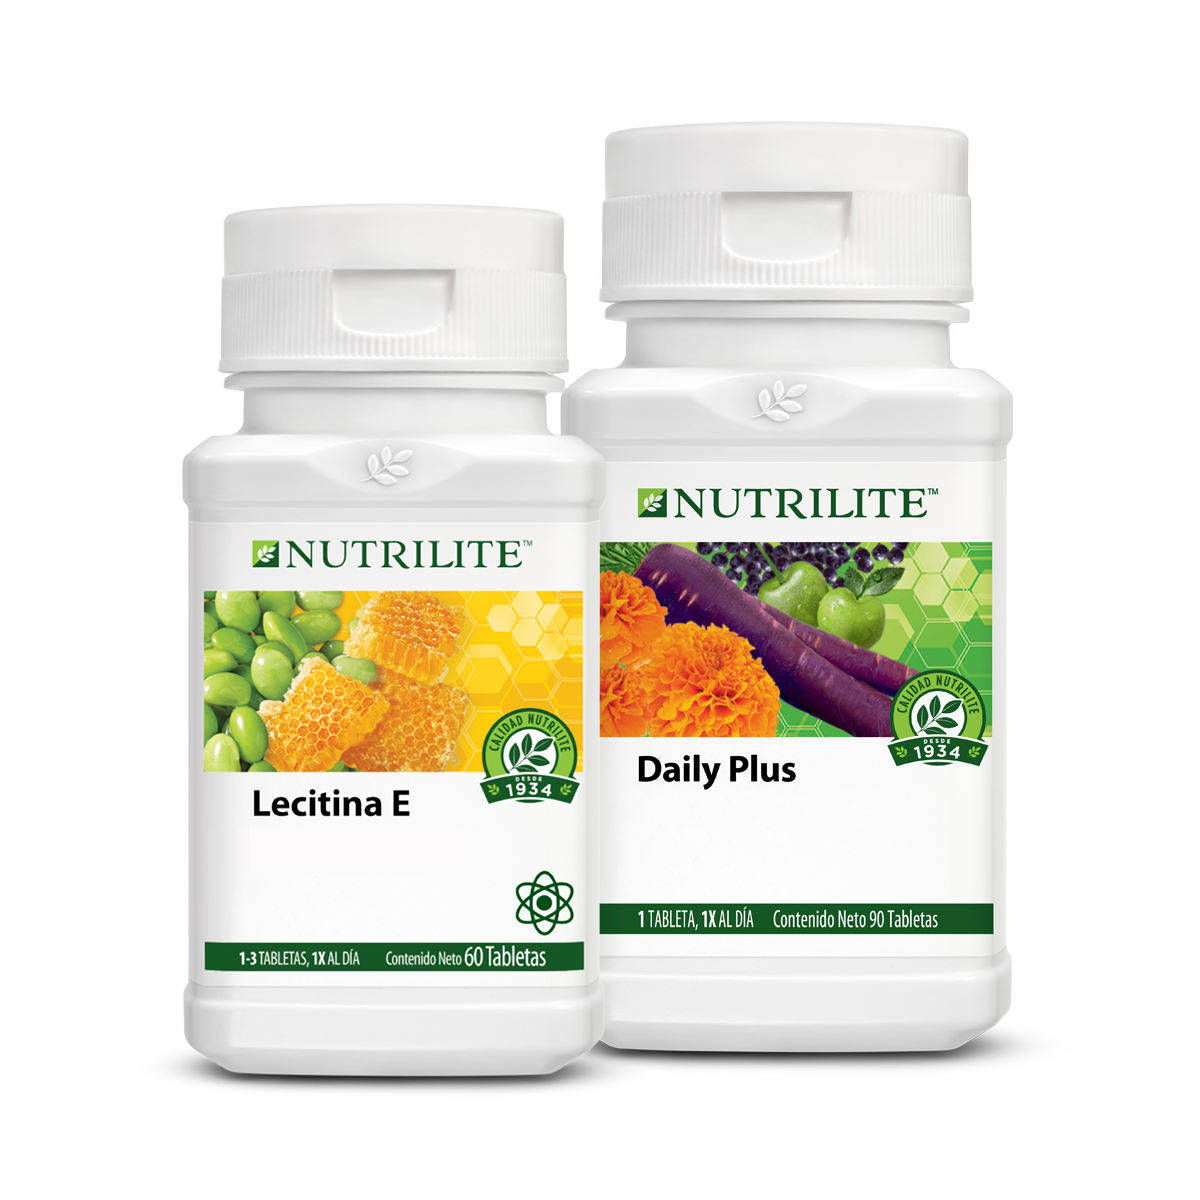 NUTRILITE™
CALIDAD NUTRILITE
DESDE
1934
Lecitina E
1-3 TABLETAS, 1X AL DÍA Contenido Neto 60 Tabletas
NUTRILITE™
CALIDAD NUTRILITE
DESDE
1934
Daily Plus
1 TABLETA, 1X AL DÍA Contenido Neto 90 Tabletas